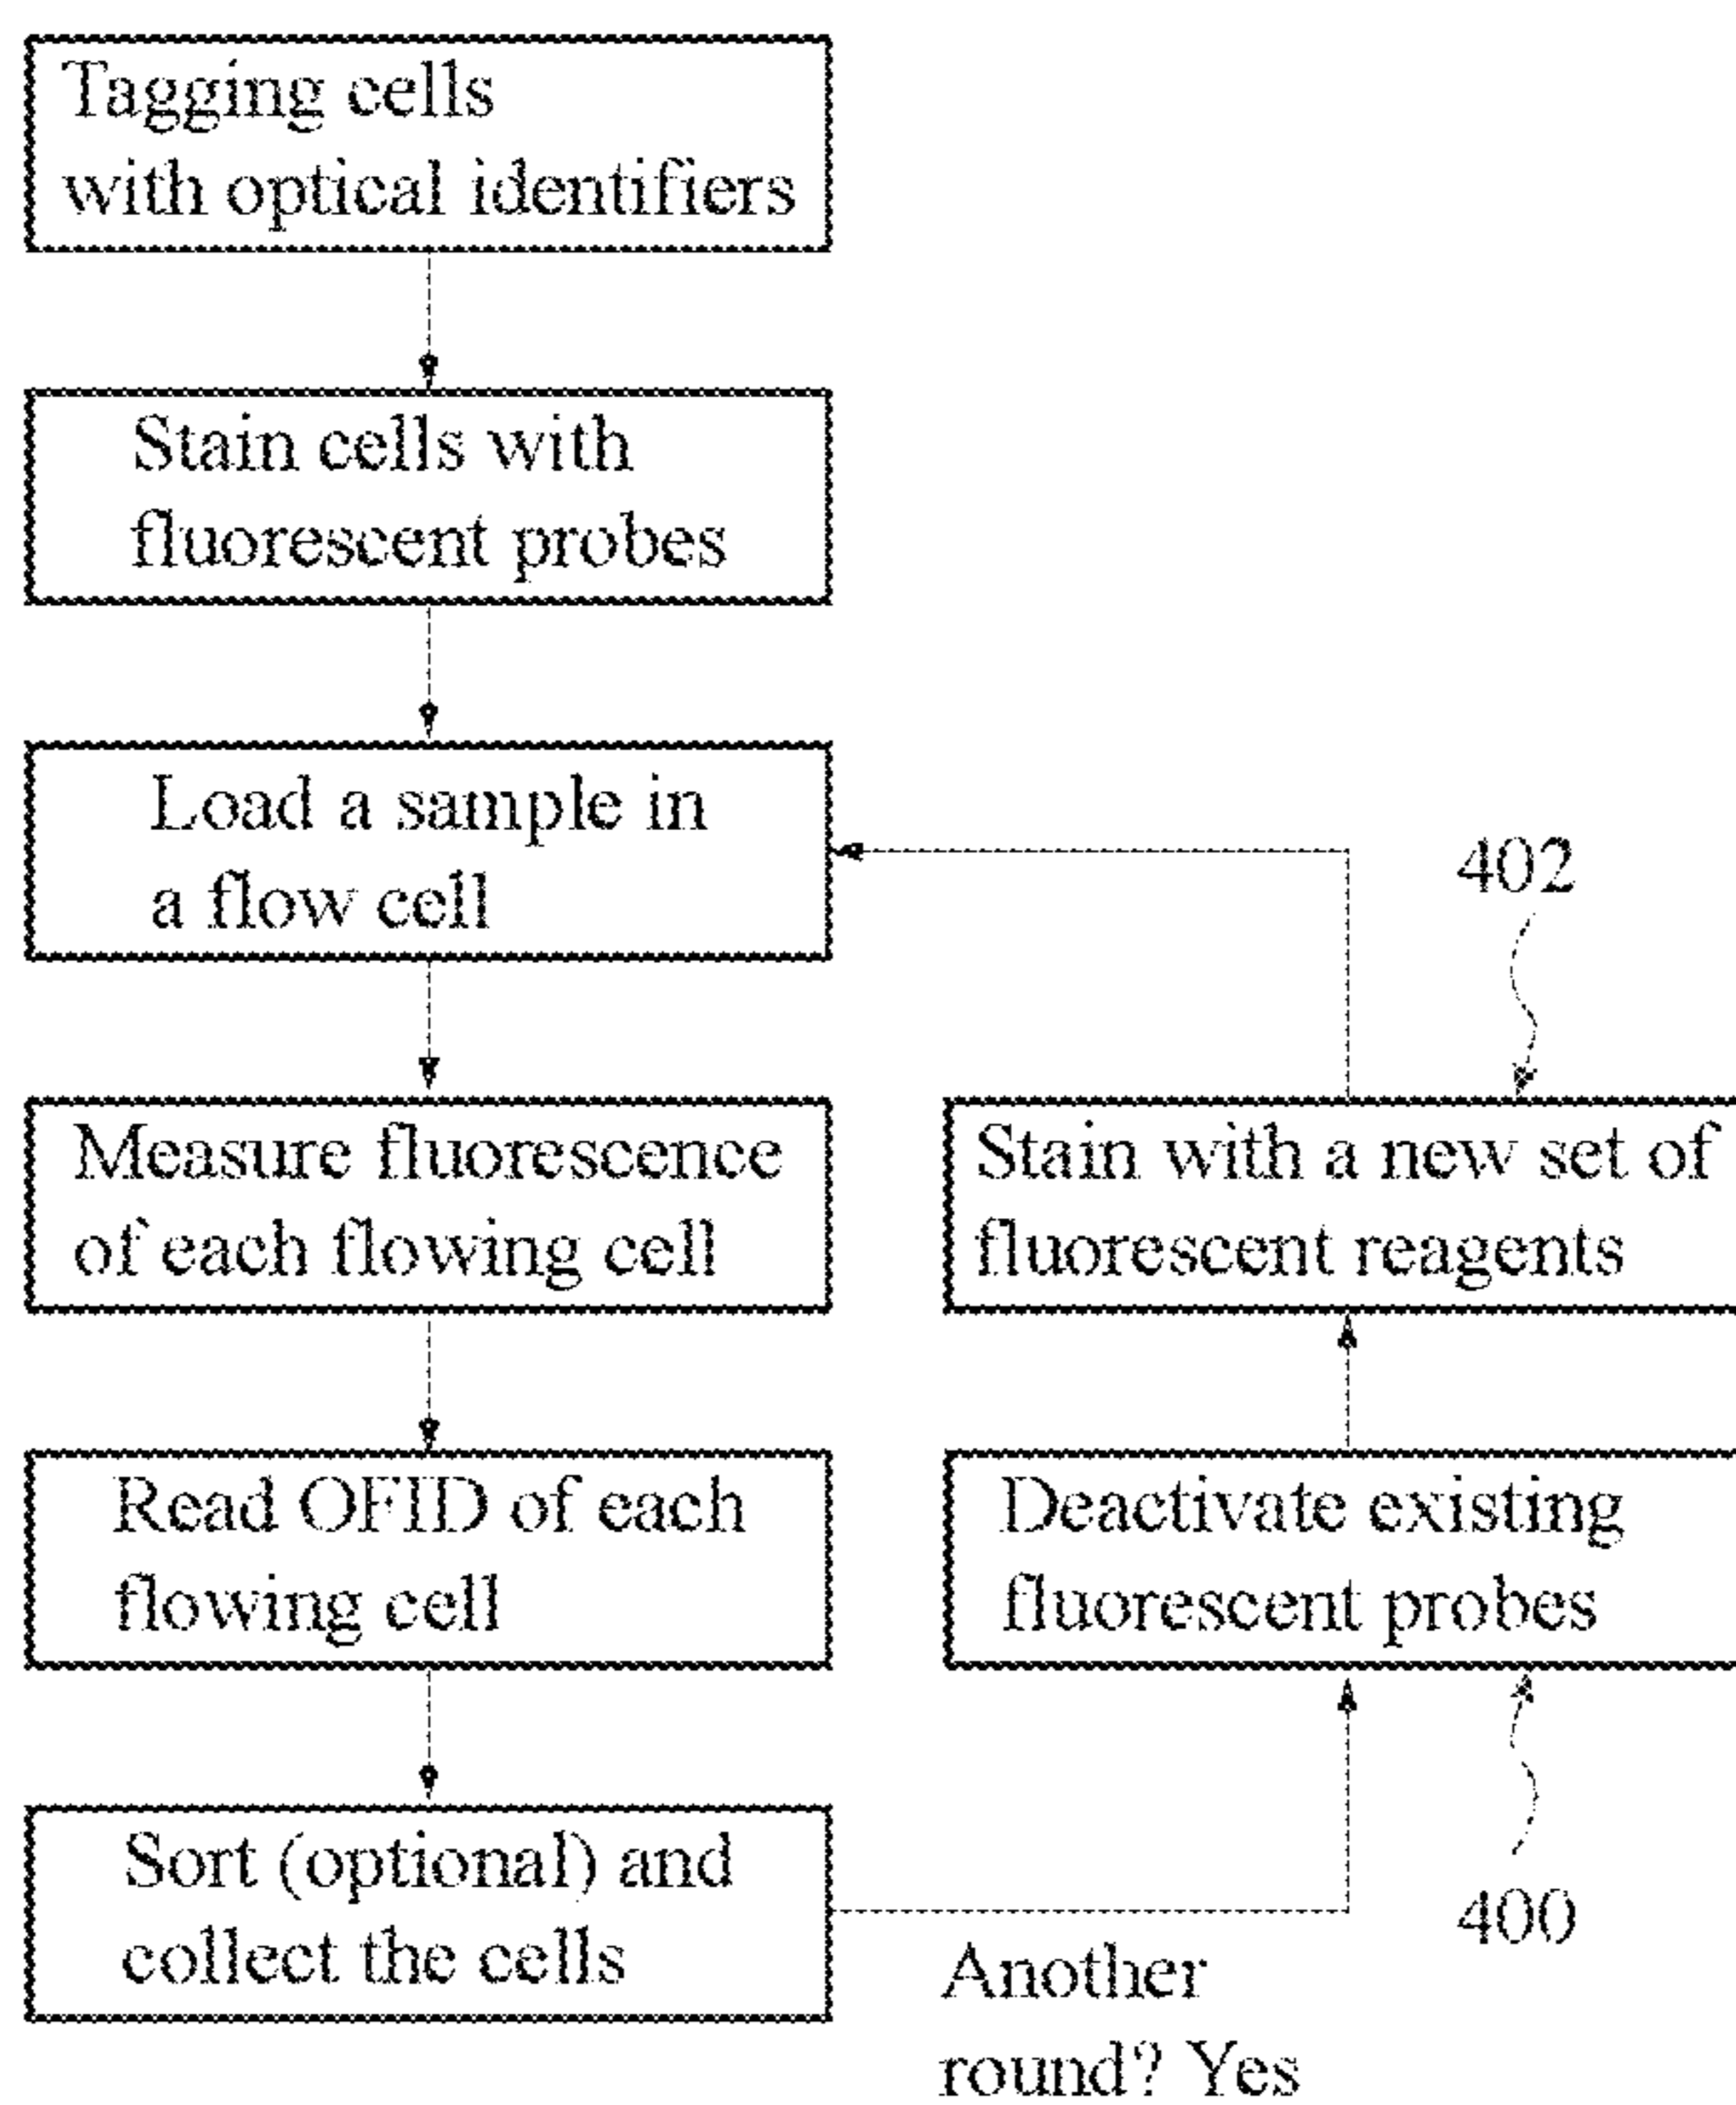 Tagging cells
with optical identifiers
Stain cells with
fluorescent probes
Load a sample in
a flow cell
402
Measure fluorescence
of each flowing cell
Stain with a new set of
fluorescent reagents
Read OFID of each
flowing cell
Deactivate existing
fluorescent probes
Sort (optional) and
collect the cells
400
Another
round? Yes